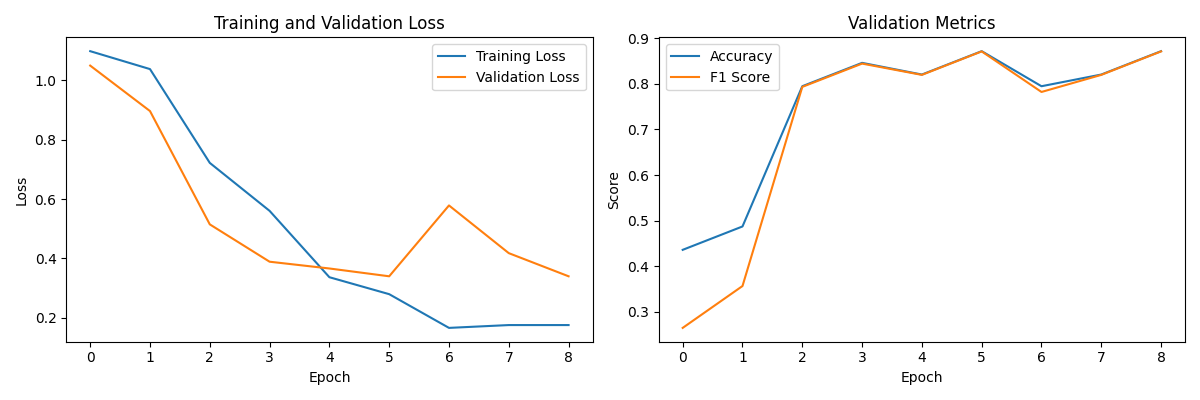 Training and Validation Loss
Training Loss
Validation Loss
1.0
0.8
0.6
0.4
0.2
Loss
0 1 2 3 4 5 6 7 8
Epoch
Validation Metrics
Accuracy
F1 Score
0.9
0.8
0.7
0.6
0.5
0.4
0.3
Score
0 1 2 3 4 5 6 7 8
Epoch